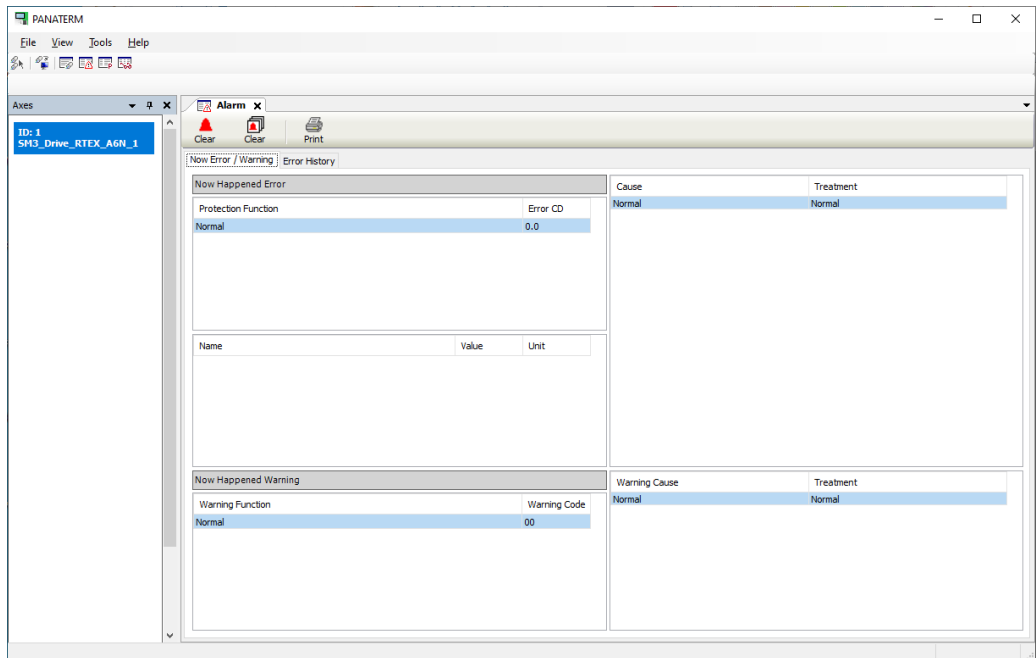 PANATERM
File View Tools Help
Axes
ID: 1
SM3_Drive_RTEX_A6N_1
Alarm
Clear Clear Print
Now Error / Warning Error History
Now Happened Error
Protection Function Error CD
Normal 0.0
Name Value Unit
Cause Treatment
Normal Normal
Now Happened Warning
Warning Function Warning Code
Normal 00
Warning Cause Treatment
Normal Normal